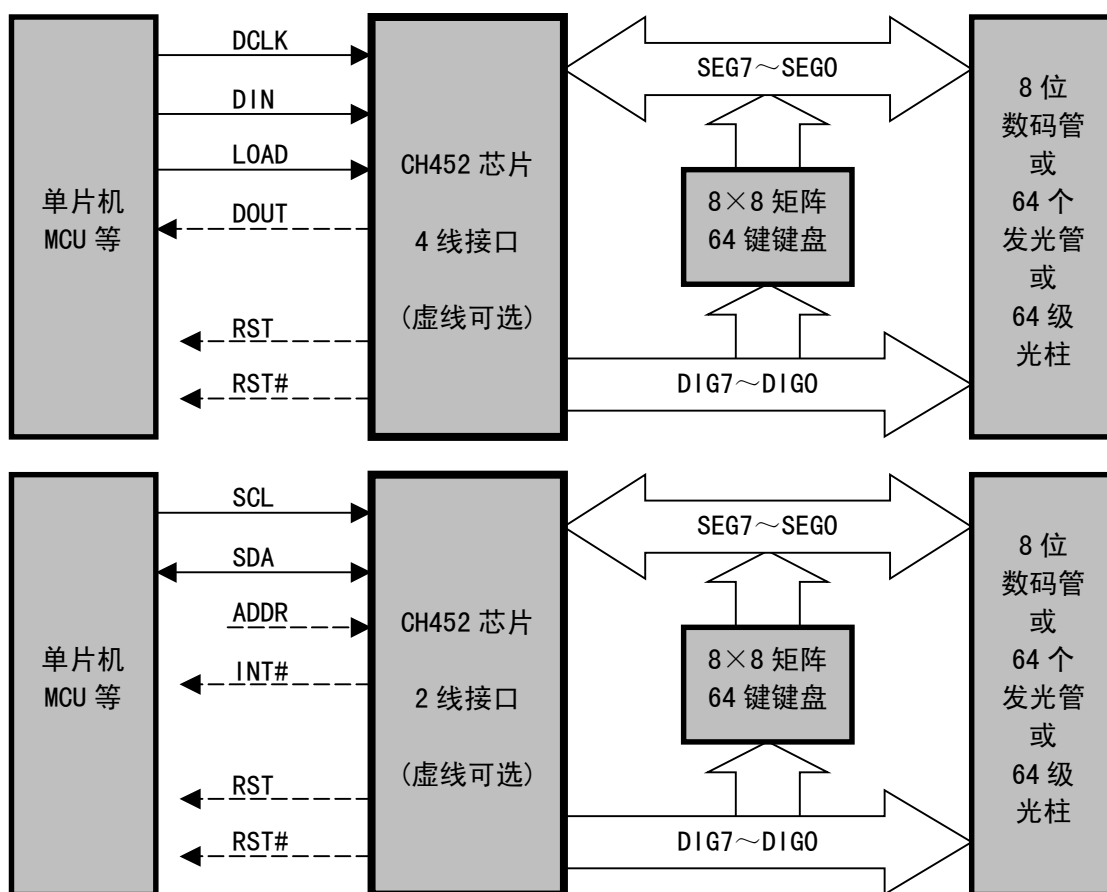 单片机
MCU 等
DCLK
DIN
LOAD
DOUT
RST
RST#
CH452 芯片
4 线接口
(虚线可选)
SEG7～SEG0
8×8 矩阵
64 键键盘
DIG7～DIG0
8 位
数码管
或
64 个
发光管
或
64 级
光柱
单片机
MCU 等
SCL
SDA
ADDR
INT#
RST
RST#
CH452 芯片
2 线接口
(虚线可选)
SEG7～SEG0
8×8 矩阵
64 键键盘
DIG7～DIG0
8 位
数码管
或
64 个
发光管
或
64 级
光柱